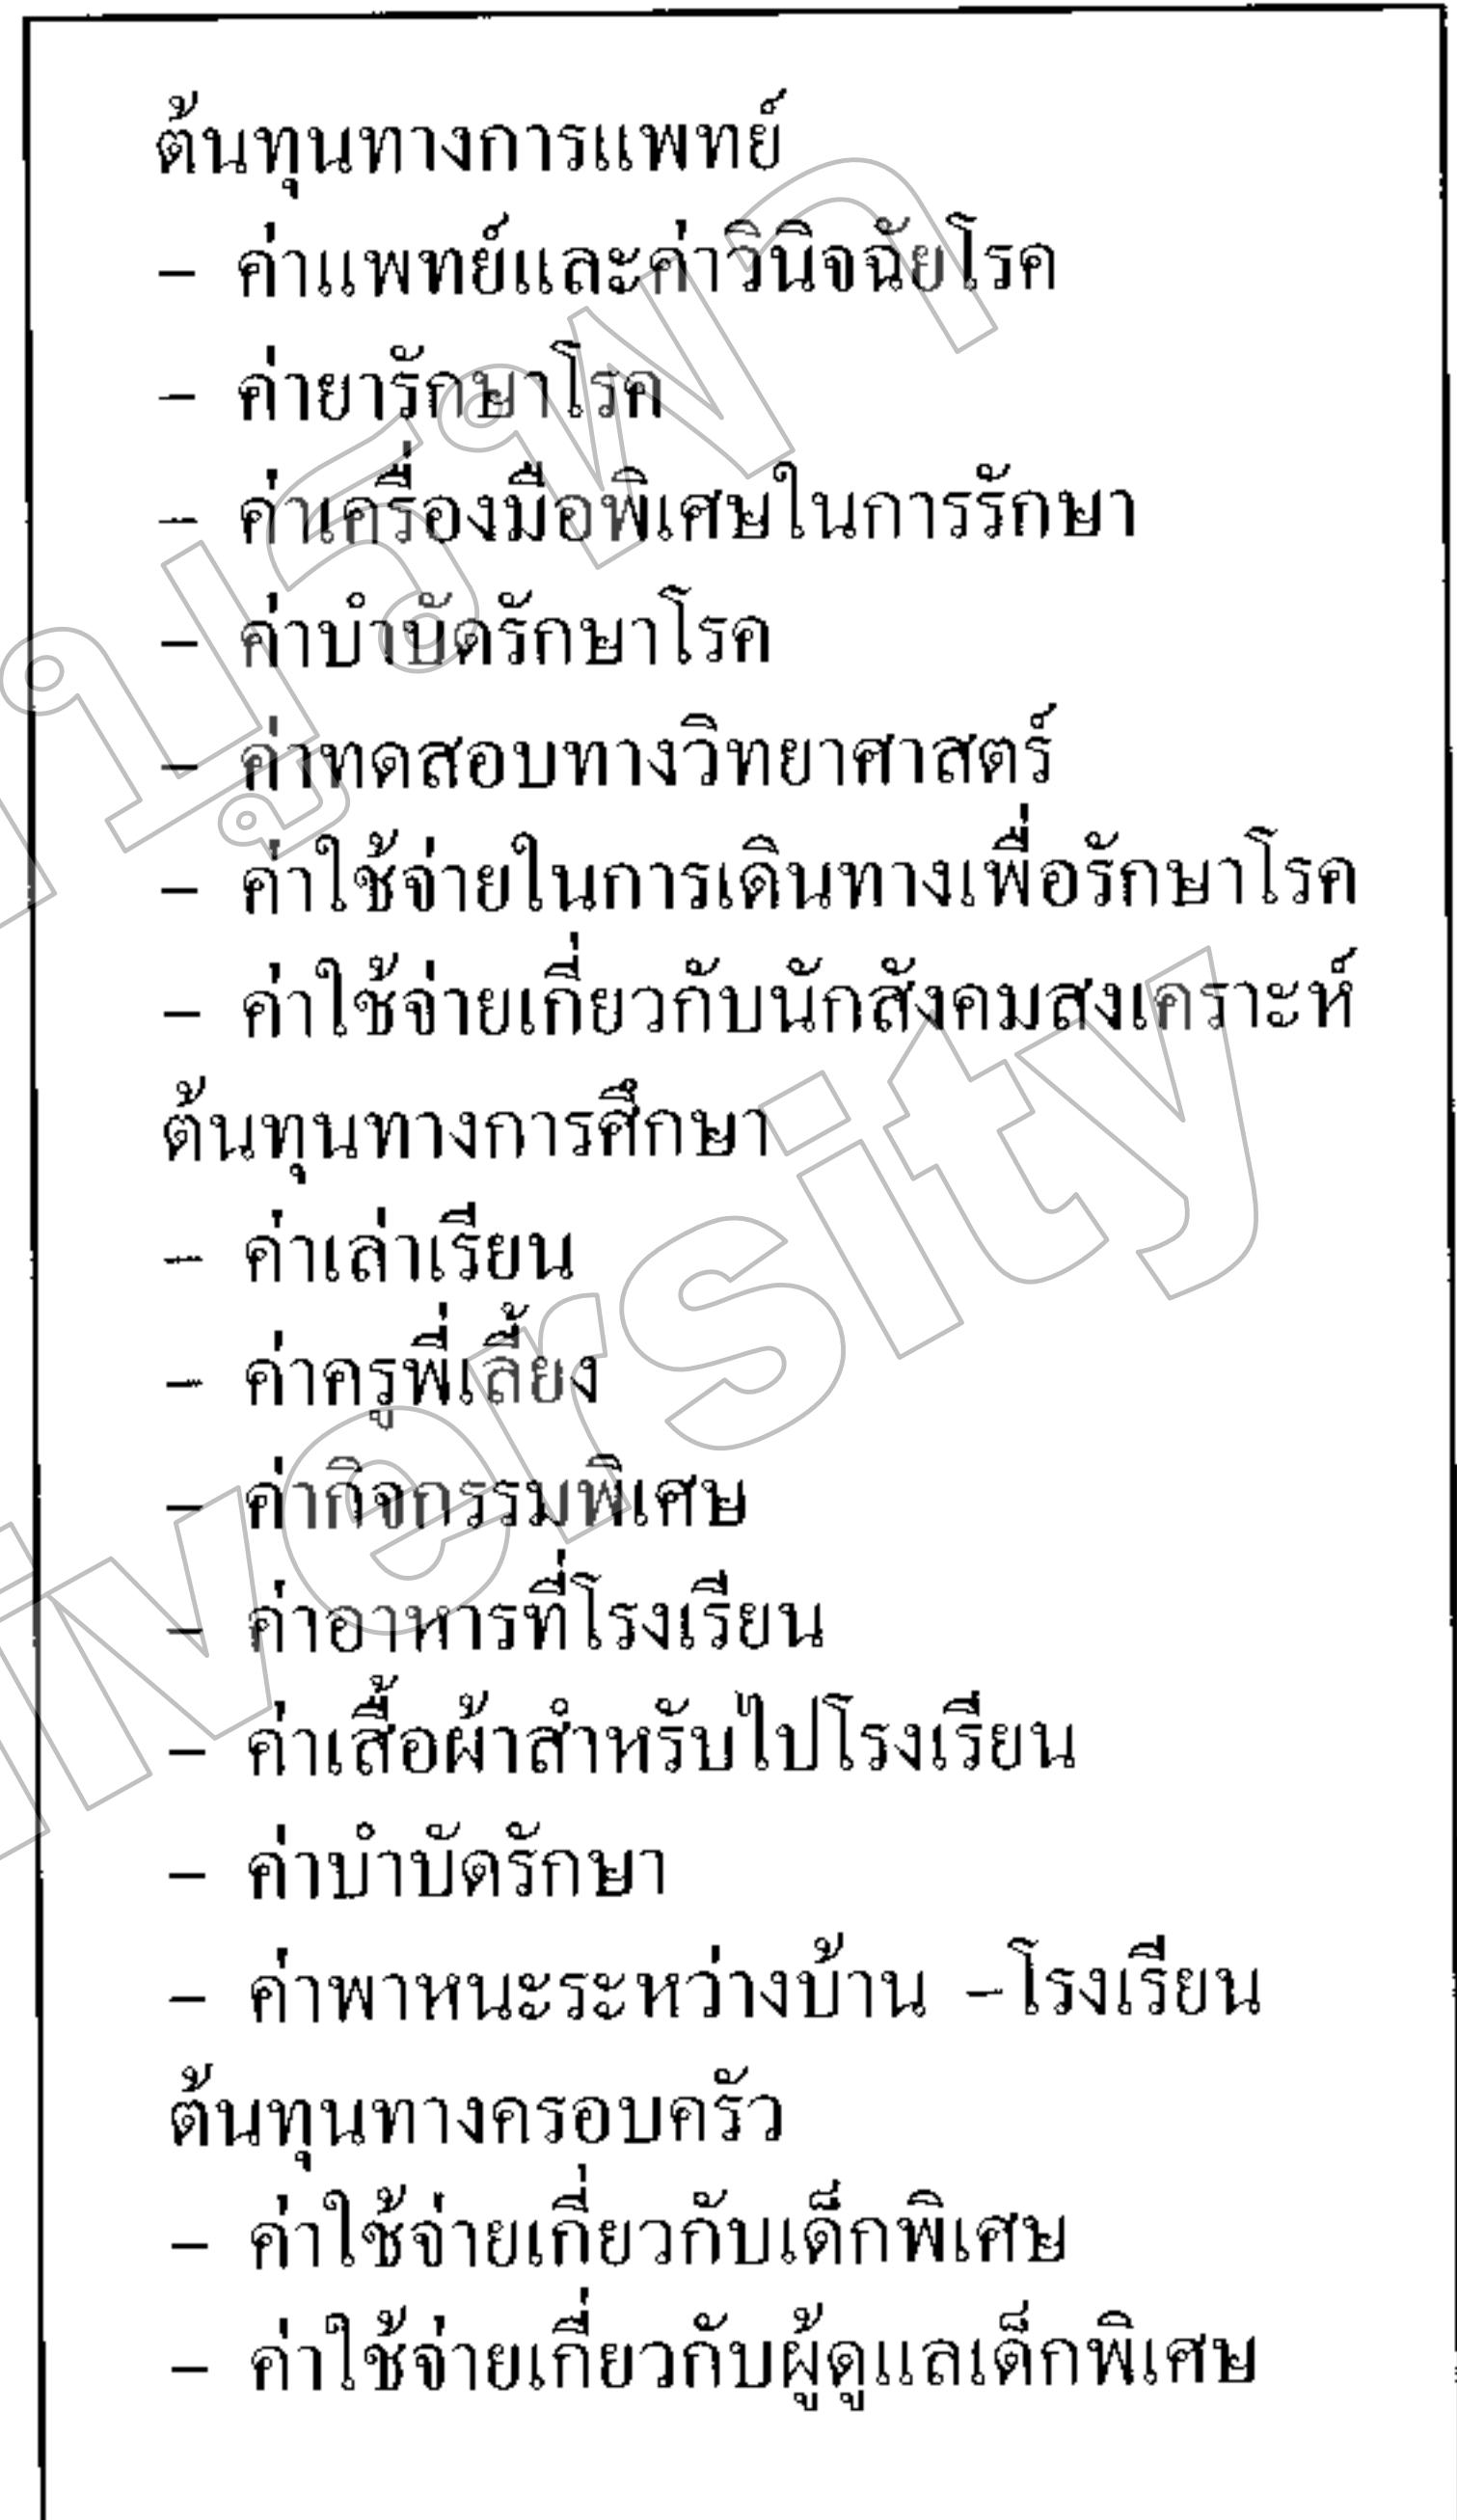 ต้นทุนทางการแพทย์
– ค่าแพทย์และค่าวินิจฉัยโรค
– ค่ายารักษาโรค
– ค่าเครื่องมือพิเศษในการรักษา
– ค่าบำบัดรักษาโรค
– ค่าทดสอบทางวิทยาศาสตร์
– ค่าใช้จ่ายในการเดินทางเพื่อรักษาโรค
– ค่าใช้จ่ายเกี่ยวกับนักสังคมสงเคราะห์
ต้นทุนทางการศึกษา
– ค่าเล่าเรียน
– ค่าครูพี่เลี้ยง
– ค่ากิจกรรมพิเศษ
– ค่าอาหารที่โรงเรียน
– ค่าเสื้อผ้าสำหรับไปโรงเรียน
– ค่าบำบัดรักษา
– ค่าพาหนะระหว่างบ้าน –โรงเรียน
ต้นทุนทางครอบครัว
– ค่าใช้จ่ายเกี่ยวกับเด็กพิเศษ
– ค่าใช้จ่ายเกี่ยวกับผู้ดูแลเด็กพิเศษ